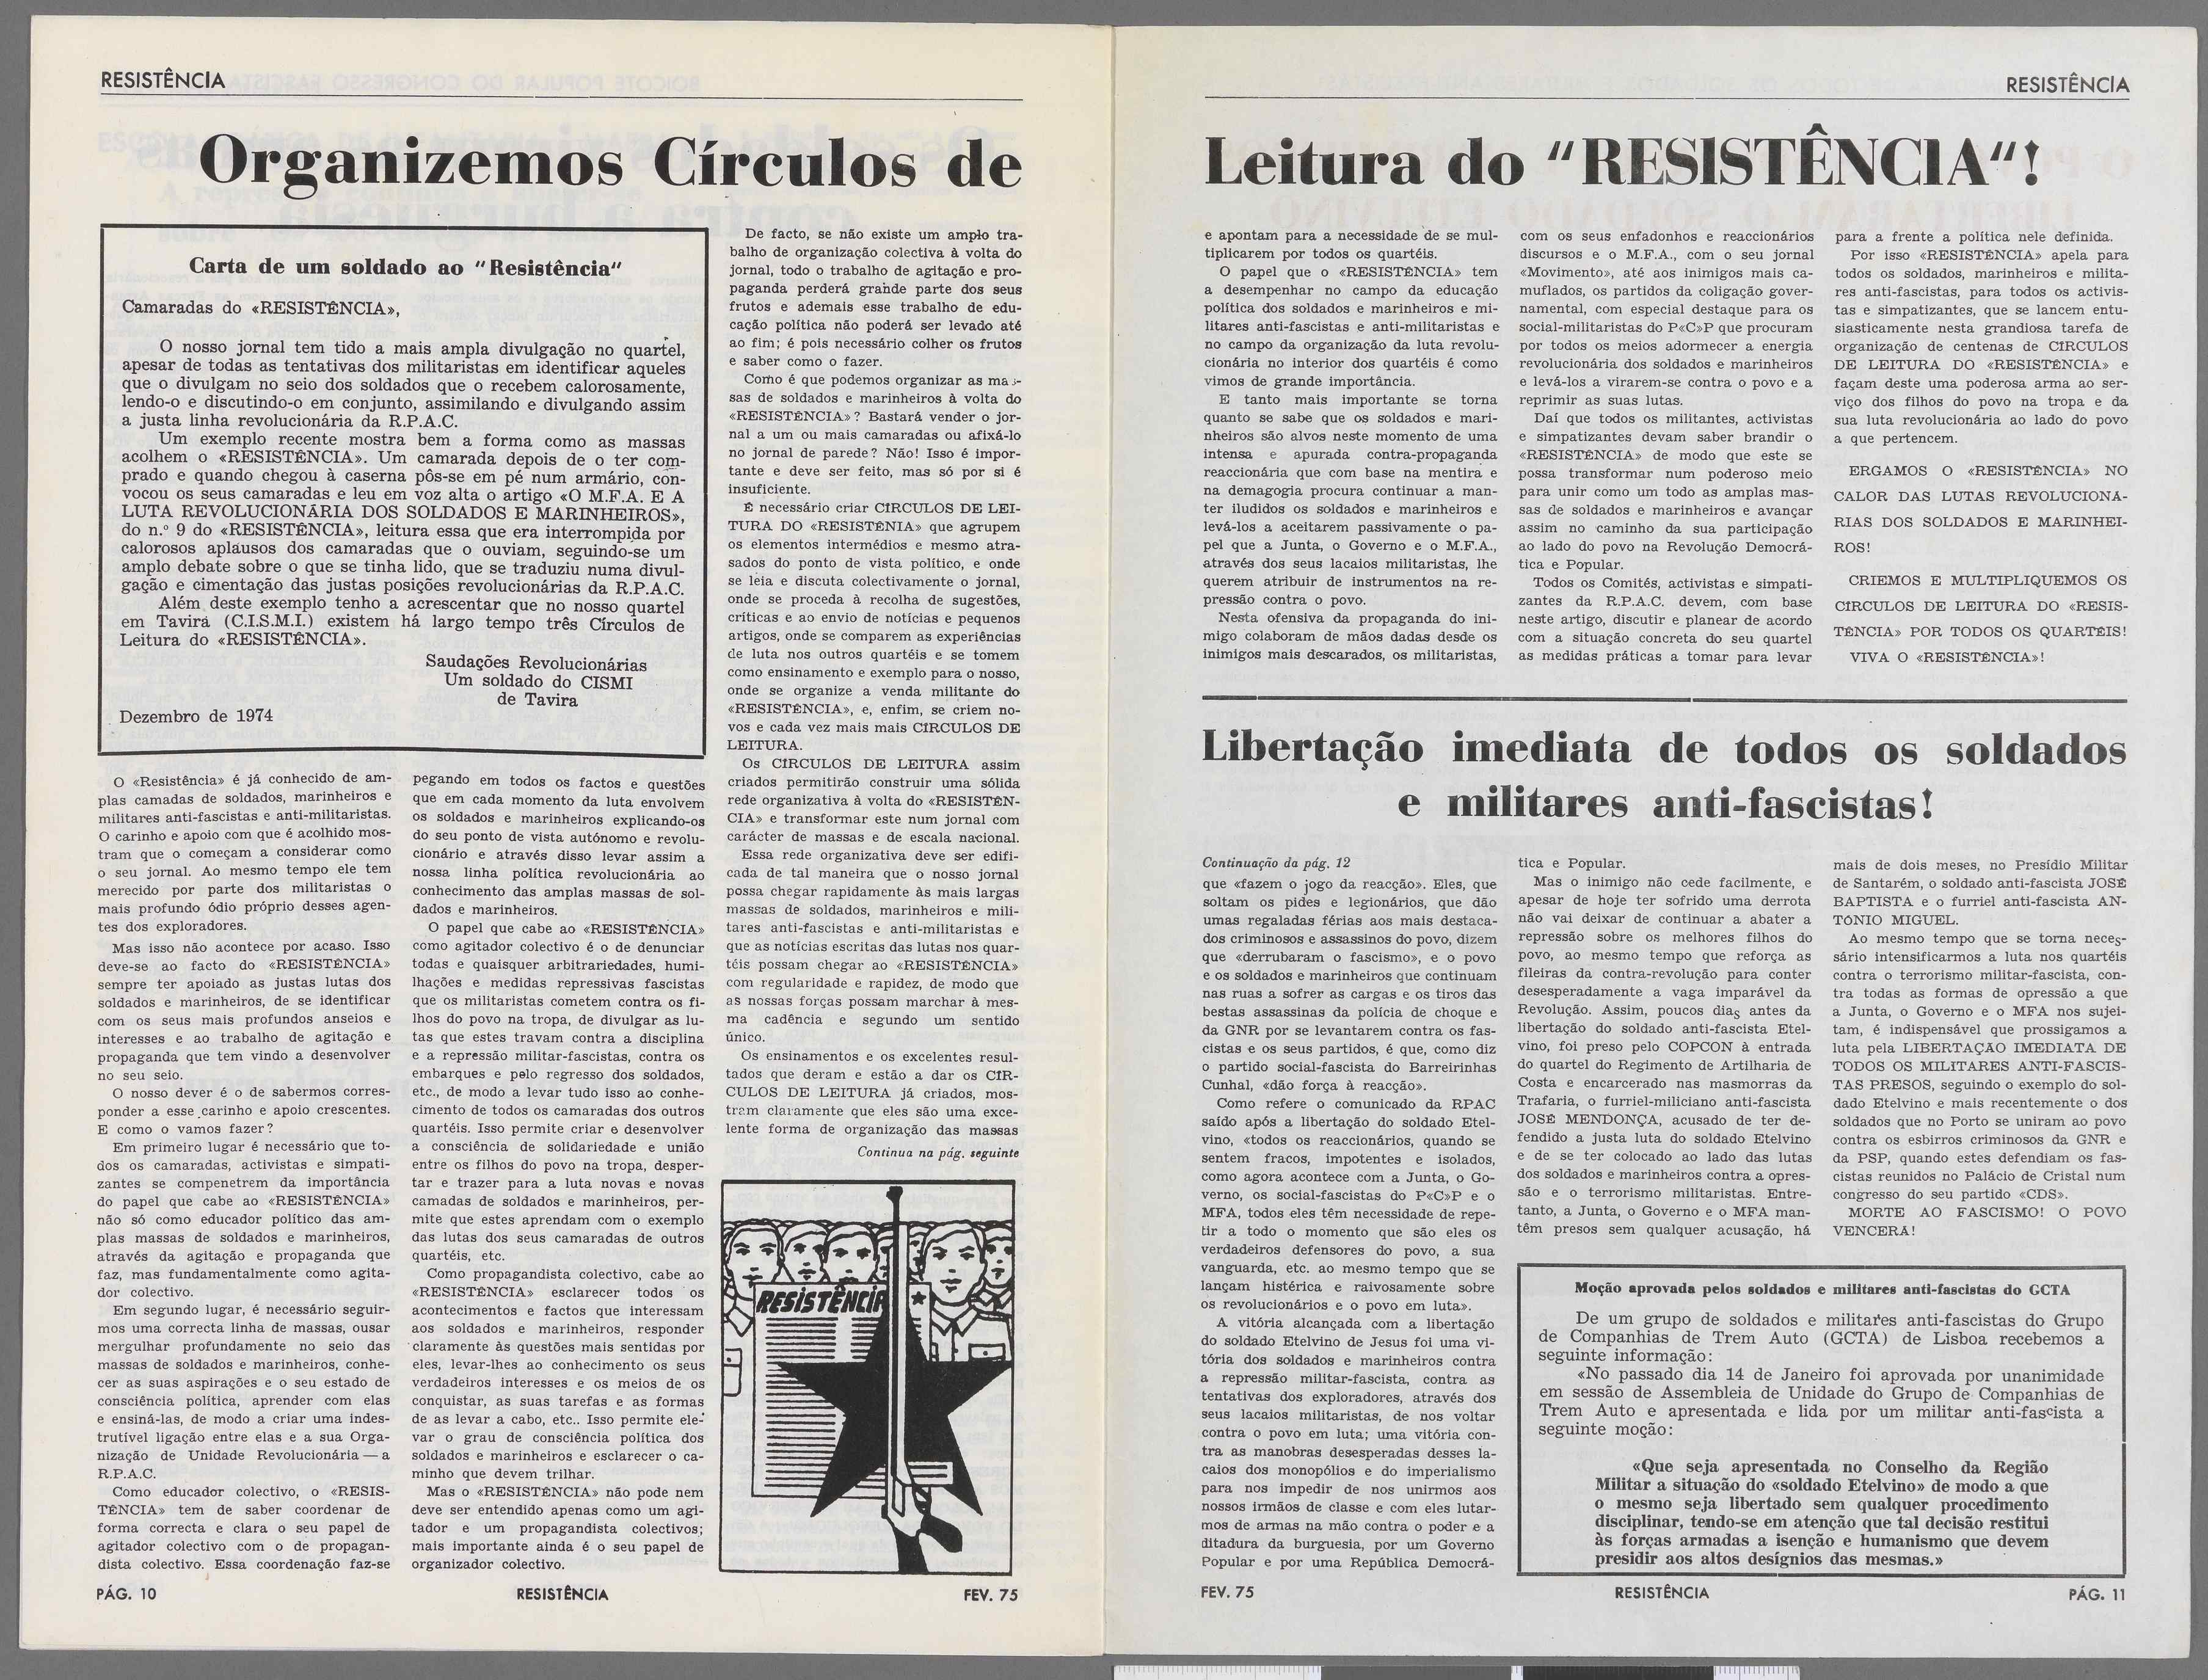 RESISTÊNCIA
Organizemos Círculos de
Carta de um soldado ao "Resistência"
Camaradas do «RESISTÊNCIA»,
O nosso jornal tem tido a mais ampla divulgação no quartel,
apesar de todas as tentativas dos militaristas em identificar aqueles
que o divulgam no seio dos soldados que o recebem calorosamente,
lendo-o e discutindo-o em conjunto, assimilando e divulgando assim
a justa linha revolucionária da R.P.A.C.
Um exemplo recente mostra bem a forma como as massas
acolhem o «RESISTÊNCIA». Um camarada depois de o ter com-
prado e quando chegou à caserna pôs-se em pé num armário, con-
vocou os seus camaradas e leu em voz alta o artigo «O M.F.A. E A
LUTA REVOLUCIONÁRIA DOS SOLDADOS E MARINHEIROS»,
do n.º 9 do «RESISTÊNCIA», leitura essa que era interrompida por
calorosos aplausos dos camaradas que o ouviam, seguindo-se um
amplo debate sobre o que se tinha lido, que se traduziu numa divul-
gação e cimentação das justas posições revolucionárias da R.P.A.C.
Além deste exemplo tenho a acrescentar que no nosso quartel
em Tavira (C.I.S.M.I.) existem há largo tempo três Círculos de
Leitura do «RESISTÊNCIA».
Saudações Revolucionárias
Um soldado do CISMI
de Tavira
Dezembro de 1974
O «Resistência» é já conhecido de am-
plas camadas de soldados, marinheiros e
militares anti-fascistas e anti-militaristas.
O carinho e apoio com que é acolhido mos-
tram que o começam a considerar como
o seu jornal. Ao mesmo tempo ele tem
merecido por parte dos militaristas o
mais profundo ódio próprio desses agen-
tes dos exploradores.
Mas isso não acontece por acaso. Isso
deve-se ao facto do «RESISTÊNCIA»
sempre ter apoiado as justas lutas dos
soldados e marinheiros, de se identificar
com os seus mais profundos anseios e
interesses e ao trabalho de agitação e
propaganda que tem vindo a desenvolver
no seu seio.
O nosso dever é o de sabermos corres-
ponder a esse carinho e apoio crescentes.
E como o vamos fazer?
Em primeiro lugar é necessário que to-
dos os camaradas, activistas e simpati-
zantes se compenetrem da importância
do papel que cabe ao «RESISTÊNCIA»
não só como educador político das am-
plas massas de soldados e marinheiros,
através da agitação e propaganda que
faz, mas fundamentalmente como agita-
dor colectivo.
Em segundo lugar, é necessário seguir-
mos uma correcta linha de massas, ousar
mergulhar profundamente no seio das
massas de soldados e marinheiros, conhe-
cer as suas aspirações e o seu estado de
consciência política, aprender com elas
e ensiná-las, de modo a criar uma indes-
trutível ligação entre elas e a sua Orga-
nização de Unidade Revolucionária — a
R.P.A.C.
Como educador colectivo, o «RESIS-
TÊNCIA» tem de saber coordenar de
forma correcta e clara o seu papel de
agitador colectivo com o de propagan-
dista colectivo. Essa coordenação faz-se
pegando em todos os factos e questões
que em cada momento da luta envolvem
os soldados e marinheiros explicando-os
do seu ponto de vista autónomo e revolu-
cionário e através disso levar assim a
nossa linha política revolucionária ao
conhecimento das amplas massas de sol-
dados e marinheiros.
O papel que cabe ao «RESISTÊNCIA»
como agitador colectivo é o de denunciar
todas e quaisquer arbitrariedades, humi-
lhações e medidas repressivas fascistas
que os militaristas cometem contra os fi-
lhos do povo na tropa, de divulgar as lu-
tas que estes travam contra a disciplina
e a repressão militar-fascistas, contra os
embarques e pelo regresso dos soldados,
etc., de modo a levar tudo isso ao conhe-
cimento de todos os camaradas dos outros
quartéis. Isso permite criar e desenvolver
a consciência de solidariedade e união
entre os filhos do povo na tropa, desper-
tar e trazer para a luta novas e novas
camadas de soldados e marinheiros, per-
mite que estes aprendam com o exemplo
das lutas dos seus camaradas de outros
quartéis, etc.
Como propagandista colectivo, cabe ao
«RESISTÊNCIA» esclarecer todos os
acontecimentos e factos que interessam
aos soldados e marinheiros, responder
claramente às questões mais sentidas por
eles, levar-lhes ao conhecimento os seus
verdadeiros interesses e os meios de os
conquistar, as suas tarefas e as formas
de as levar a cabo, etc.. Isso permite ele-
var o grau de consciência política dos
soldados e marinheiros e esclarecer o ca-
minho que devem trilhar.
Mas o «RESISTÊNCIA» não pode nem
deve ser entendido apenas como um agi-
tador e um propagandista colectivos;
mais importante ainda é o seu papel de
organizador colectivo.
De facto, se não existe um amplo tra-
balho de organização colectiva à volta do
jornal, todo o trabalho de agitação e pro-
paganda perderá grande parte dos seus
frutos e ademais esse trabalho de edu-
cação política não poderá ser levado até
ao fim; é pois necessário colher os frutos
e saber como o fazer.
Como é que podemos organizar as mas-
sas de soldados e marinheiros à volta do
«RESISTÊNCIA»? Bastará vender o jor-
nal a um ou mais camaradas ou afixá-lo
no jornal de parede? Não! Isso é impor-
tante e deve ser feito, mas só por si é
insuficiente.
É necessário criar CÍRCULOS DE LEI-
TURA DO «RESISTÊNIA» que agrupem
os elementos intermédios e mesmo atra-
sados do ponto de vista político, e onde
se leia e discuta colectivamente o jornal,
onde se proceda à recolha de sugestões,
críticas e ao envio de notícias e pequenos
artigos, onde se comparem as experiências
de luta nos outros quartéis e se tomem
como ensinamento e exemplo para o nosso,
onde se organize a venda militante do
«RESISTÊNCIA», e, enfim, se criem no-
vos e cada vez mais mais CÍRCULOS DE
LEITURA.
Os CÍRCULOS DE LEITURA assim
criados permitirão construir uma sólida
rede organizativa à volta do «RESISTÊN-
CIA» e transformar este num jornal com
carácter de massas e de escala nacional.
Essa rede organizativa deve ser edifi-
cada de tal maneira que o nosso jornal
possa chegar rapidamente às mais largas
massas de soldados, marinheiros e mili-
tares anti-fascistas e anti-militaristas e
que as notícias escritas das lutas nos quar-
téis possam chegar ao «RESISTÊNCIA»
com regularidade e rapidez, de modo que
as nossas forças possam marchar à mes-
ma cadência e segundo um sentido
único.
Os ensinamentos e os excelentes resul-
tados que deram e estão a dar os CÍR-
CULOS DE LEITURA já criados, mos-
tram claramente que eles são uma exce-
lente forma de organização das massas
Continua na pág. seguinte
RESISTÊNCIA
PÁG. 10
RESISTÊNCIA
FEV. 75
RESISTÊNCIA
Leitura do "RESISTÊNCIA"!
e apontam para a necessidade de se mul-
tiplicarem por todos os quartéis.
O papel que o «RESISTÊNCIA» tem
a desempenhar no campo da educação
política dos soldados e marinheiros e mi-
litares anti-fascistas e anti-militaristas e
no campo da organização da luta revolu-
cionária no interior dos quartéis é como
vimos de grande importância.
E tanto mais importante se torna
quanto se sabe que os soldados e mari-
nheiros são alvos neste momento de uma
intensa e apurada contra-propaganda
reaccionária que com base na mentira e
na demagogia procura continuar a man-
ter iludidos os soldados e marinheiros e
levá-los a aceitarem passivamente o pa-
pel que a Junta, o Governo e o M.F.A.,
através dos seus lacaios militaristas, lhe
querem atribuir de instrumentos na re-
pressão contra o povo.
Nesta ofensiva da propaganda do ini-
migo colaboram de mãos dadas desde os
inimigos mais descarados, os militaristas,
com os seus enfadonhos e reaccionários
discursos e o M.F.A., com o seu jornal
«Movimento», até aos inimigos mais ca-
muflados, os partidos da coligação gover-
namental, com especial destaque para os
social-militaristas do P«C»P que procuram
por todos os meios adormecer a energia
revolucionária dos soldados e marinheiros
e levá-los a virarem-se contra o povo e a
reprimir as suas lutas.
Daí que todos os militantes, activistas
e simpatizantes devam saber brandir o
«RESISTÊNCIA» de modo que este se
possa transformar num poderoso meio
para unir como um todo as amplas mas-
sas de soldados e marinheiros e avançar
assim no caminho da sua participação
ao lado do povo na Revolução Democrá-
tica e Popular.
Todos os Comités, activistas e simpati-
zantes da R.P.A.C. devem, com base
neste artigo, discutir e planear de acordo
com a situação concreta do seu quartel
as medidas práticas a tomar para levar
para a frente a política nele definida.
Por isso «RESISTÊNCIA» apela para
todos os soldados, marinheiros e milita-
res anti-fascistas, para todos os activis-
tas e simpatizantes, que se lancem entu-
siasticamente nesta grandiosa tarefa de
organização de centenas de CÍRCULOS
DE LEITURA DO «RESISTÊNCIA» e
façam deste uma poderosa arma ao ser-
viço dos filhos do povo na tropa e da
sua luta revolucionária ao lado do povo
a que pertencem.
ERGAMOS O «RESISTÊNCIA» NO
CALOR DAS LUTAS REVOLUCIONÁ-
RIAS DOS SOLDADOS E MARINHEI-
ROS!
CRIEMOS E MULTIPLIQUEMOS OS
CÍRCULOS DE LEITURA DO «RESIS-
TÊNCIA» POR TODOS OS QUARTÉIS!
VIVA O «RESISTÊNCIA»!
Libertação imediata de todos os soldados
e militares anti-fascistas!
Continuação da pág. 12
que «fazem o jogo da reacção». Eles, que
soltam os pides e legionários, que dão
umas regaladas férias aos mais destaca-
dos criminosos e assassinos do povo, dizem
que «derrubaram o fascismo», e o povo
e os soldados e marinheiros que continuam
nas ruas a sofrer as cargas e os tiros das
bestas assassinas da polícia de choque e
da GNR por se levantarem contra os fas-
cistas e os seus partidos, é que, como diz
o partido social-fascista do Barreirinhas
Cunhal, «dão força à reacção».
Como refere o comunicado da RPAC
saído após a libertação do soldado Etel-
vino, «todos os reaccionários, quando se
sentem fracos, impotentes e isolados,
como agora acontece com a Junta, o Go-
verno, os social-fascistas do P«C»P e o
MFA, todos eles têm necessidade de repe-
tir a todo o momento que são eles os
verdadeiros defensores do povo, a sua
vanguarda, etc. ao mesmo tempo que se
lançam histérica e raivosamente sobre
os revolucionários e o povo em luta».
A vitória alcançada com a libertação
do soldado Etelvino de Jesus foi uma vi-
tória dos soldados e marinheiros contra
a repressão militar-fascista, contra as
tentativas dos exploradores, através dos
seus lacaios militaristas, de nos voltar
contra o povo em luta; uma vitória con-
tra as manobras desesperadas desses la-
caios dos monopólios e do imperialismo
para nos impedir de nos unirmos aos
nossos irmãos de classe e com eles lutar-
mos de armas na mão contra o poder e a
ditadura da burguesia, por um Governo
Popular e por uma República Democrá-
tica e Popular.
Mas o inimigo não cede facilmente, e
apesar de hoje ter sofrido uma derrota
não vai deixar de continuar a abater a
repressão sobre os melhores filhos do
povo, ao mesmo tempo que reforça as
fileiras da contra-revolução para conter
desesperadamente a vaga imparável da
Revolução. Assim, poucos dias antes da
libertação do soldado anti-fascista Etel-
vino, foi preso pelo COPCON à entrada
do quartel do Regimento de Artilharia de
Costa e encarcerado nas masmorras da
Trafaria, o furriel-miliciano anti-fascista
JOSÉ MENDONÇA, acusado de ter de-
fendido a justa luta do soldado Etelvino
e de se ter colocado ao lado das lutas
dos soldados e marinheiros contra a opres-
são e o terrorismo militaristas. Entre-
tanto, a Junta, o Governo e o MFA man-
têm presos sem qualquer acusação, há
mais de dois meses, no Presídio Militar
de Santarém, o soldado anti-fascista JOSÉ
BAPTISTA e o furriel anti-fascista AN-
TÓNIO MIGUEL.
Ao mesmo tempo que se torna neces-
sário intensificarmos a luta nos quartéis
contra o terrorismo militar-fascista, con-
tra todas as formas de opressão a que
a Junta, o Governo e o MFA nos sujei-
tam, é indispensável que prossigamos a
luta pela LIBERTAÇÃO IMEDIATA DE
TODOS OS MILITARES ANTI-FASCIS-
TAS PRESOS, seguindo o exemplo do sol-
dado Etelvino e mais recentemente o dos
soldados que no Porto se uniram ao povo
contra os esbirros criminosos da GNR e
da PSP, quando estes defendiam os fas-
cistas reunidos no Palácio de Cristal num
congresso do seu partido «CDS».
MORTE AO FASCISMO! O POVO
VENCERÁ!
Moção aprovada pelos soldados e militares anti-fascistas do GCTA
De um grupo de soldados e militares anti-fascistas do Grupo
de Companhias de Trem Auto (GCTA) de Lisboa recebemos a
seguinte informação:
«No passado dia 14 de Janeiro foi aprovada por unanimidade
em sessão de Assembleia de Unidade do Grupo de Companhias de
Trem Auto e apresentada e lida por um militar anti-fascista a
seguinte moção:
«Que seja apresentada no Conselho da Região
Militar a situação do «soldado Etelvino» de modo a que
o mesmo seja libertado sem qualquer procedimento
disciplinar, tendo-se em atenção que tal decisão restitui
às forças armadas a isenção e humanismo que devem
presidir aos altos desígnios das mesmas.»
FEV. 75
RESISTÊNCIA
PÁG. 11